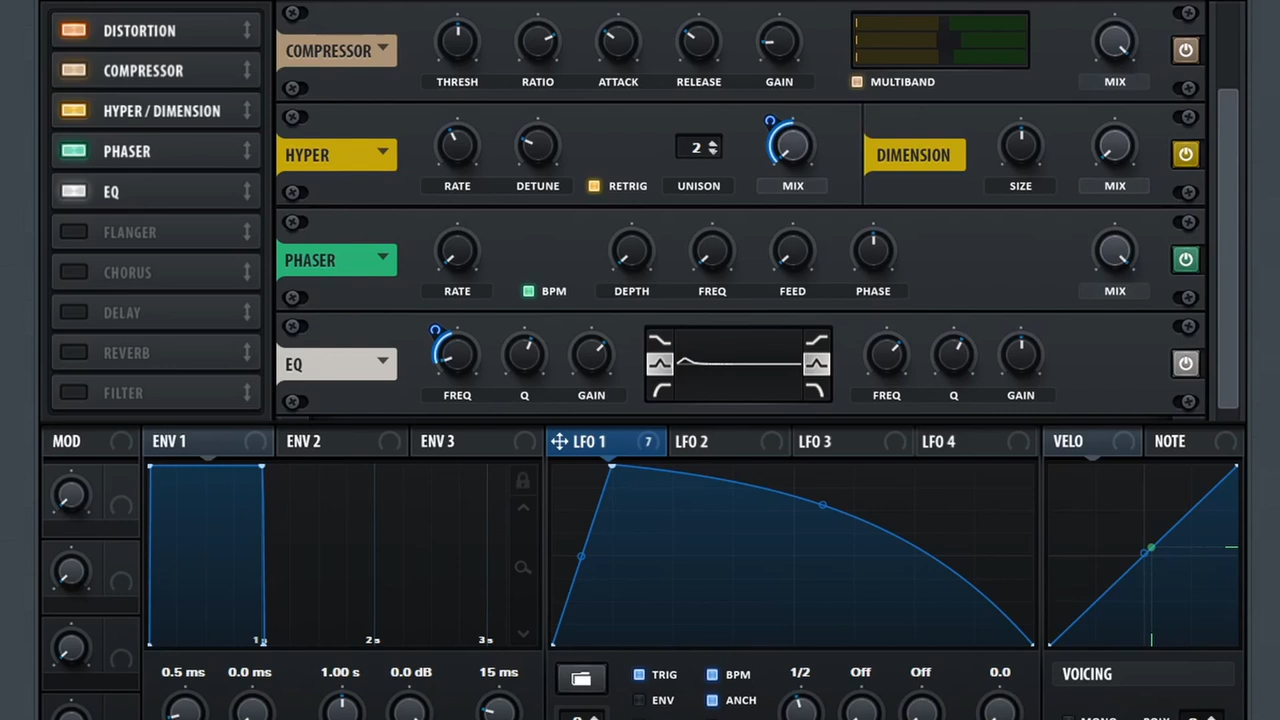 DISTORTION
COMPRESSOR
HYPER / DIMENSION
PHASER
EQ
FLANGER
CHORUS
DELAY
REVERB
FILTER
COMPRESSOR
THRESH RATIO ATTACK RELEASE GAIN MULTIBAND MIX
HYPER
2
DIMENSION
RATE DETUNE RETRIG UNISON MIX SIZE MIX
PHASER
RATE BPM DEPTH FREQ FEED PHASE MIX
EQ
FREQ Q GAIN FREQ Q GAIN
MOD ENV 1 ENV 2 ENV 3 LFO 1 7 LFO 2 LFO 3 LFO 4 VELO NOTE
2s 3s
0.5 ms 0.0 ms 1.00 s 0.0 dB 15 ms
TRIG BPM 1/2 Off Off 0.0
VOICING
ENV ANCH